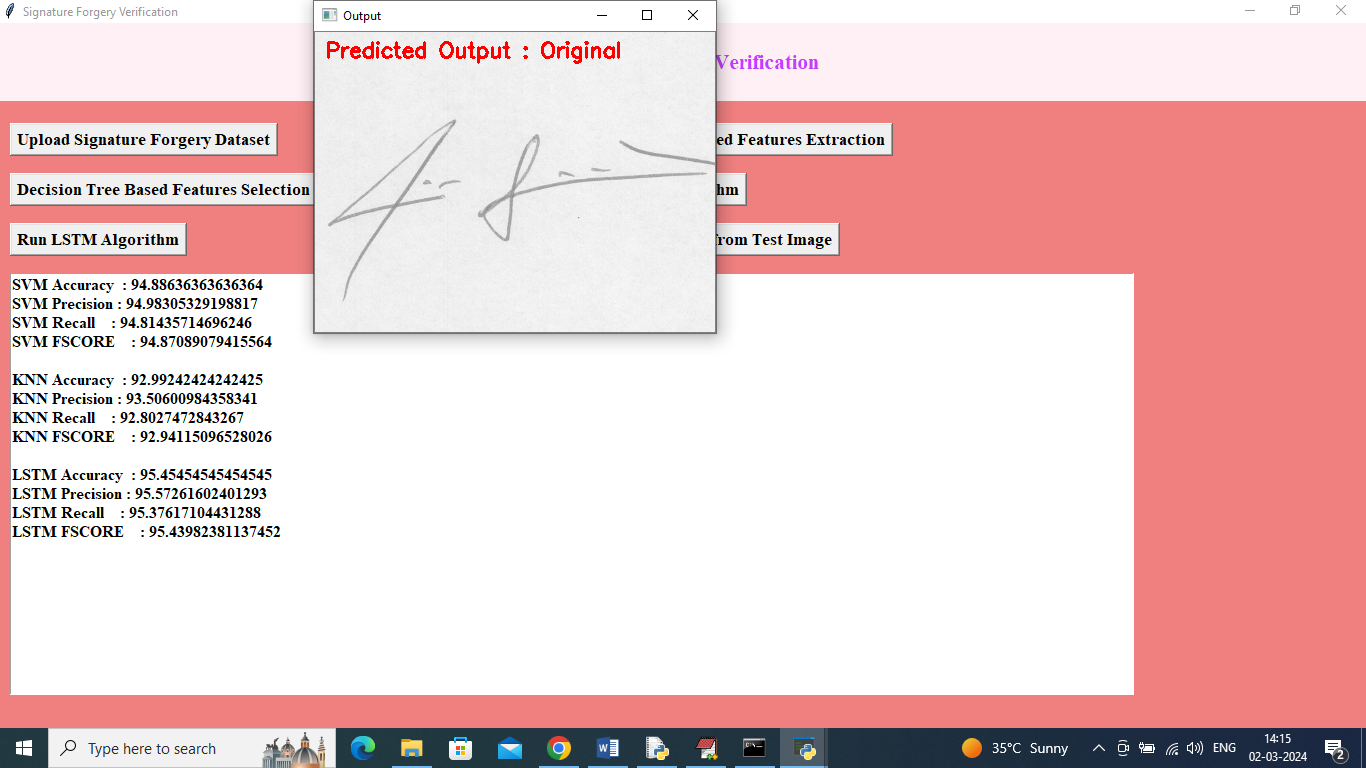 Signature Forgery Verification
Output
Predicted Output : Original
Verification
Upload Signature Forgery Dataset
ed Features Extraction
Decision Tree Based Features Selection
hm
Run LSTM Algorithm
from Test Image
SVM Accuracy : 94.88636363636364
SVM Precision : 94.98305329198817
SVM Recall : 94.81435714696246
SVM FSCORE : 94.87089079415564
KNN Accuracy : 92.99242424242425
KNN Precision : 93.50600984358341
KNN Recall : 92.8027472843267
KNN FSCORE : 92.94115096528026
LSTM Accuracy : 95.45454545454545
LSTM Precision : 95.57261602401293
LSTM Recall : 95.37617104431288
LSTM FSCORE : 95.43982381137452
Type here to search
35°C Sunny
ENG
14:15
02-03-2024
2